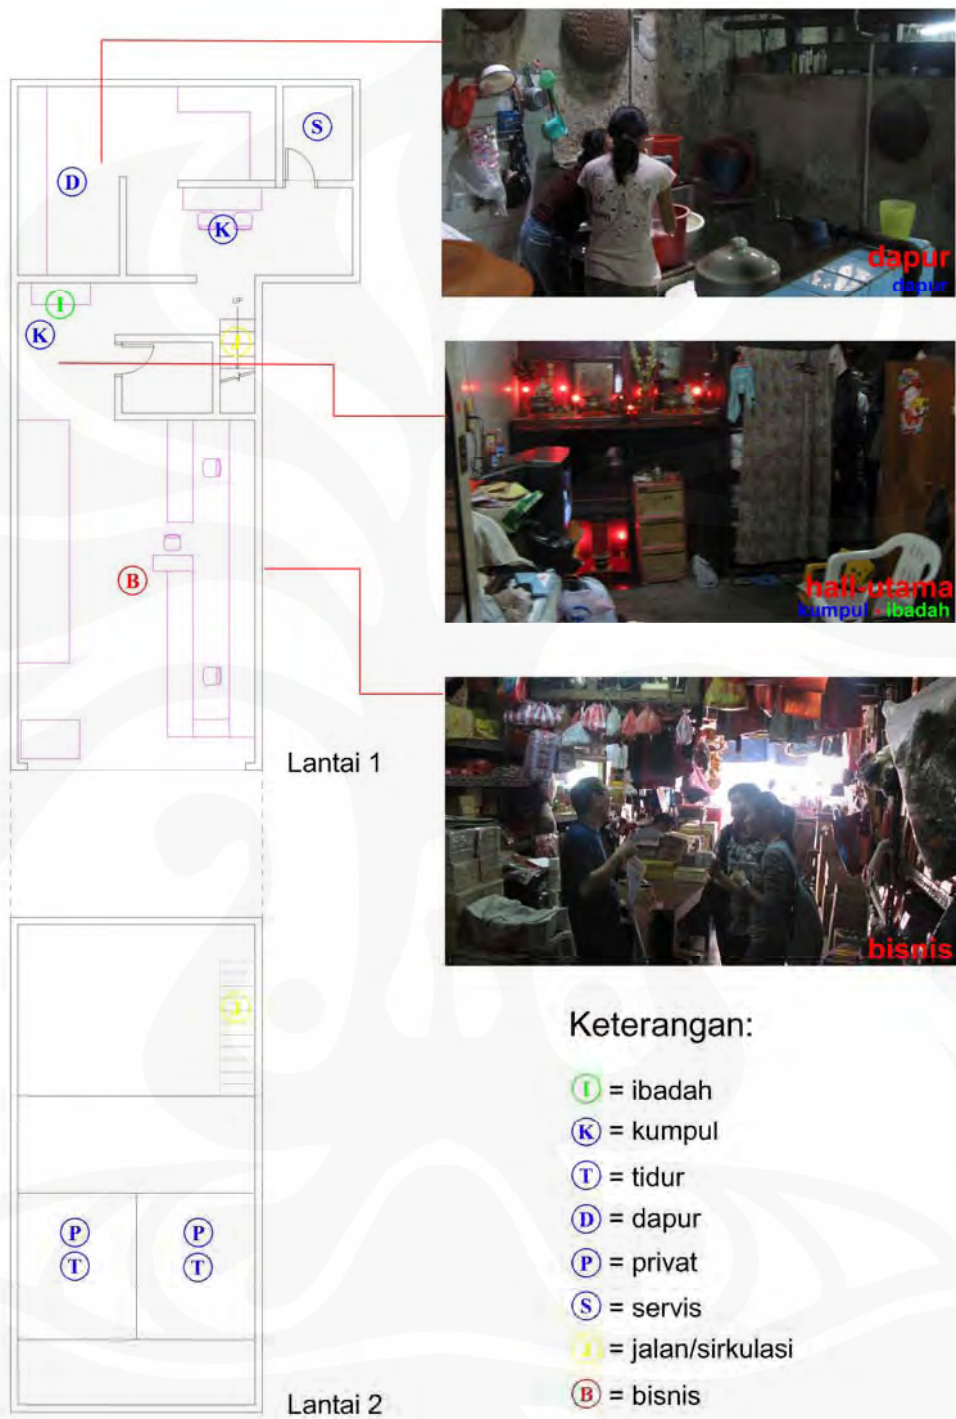 S
D
K
I
K
UP
J
B
Lantai 1
dapur
dapur
hall-utama
kumpul - ibadah
bisnis
J
P
P
T
T
Lantai 2
Keterangan:
I = ibadah
K = kumpul
T = tidur
D = dapur
P = privat
S = servis
J = jalan/sirkulasi
B = bisnis